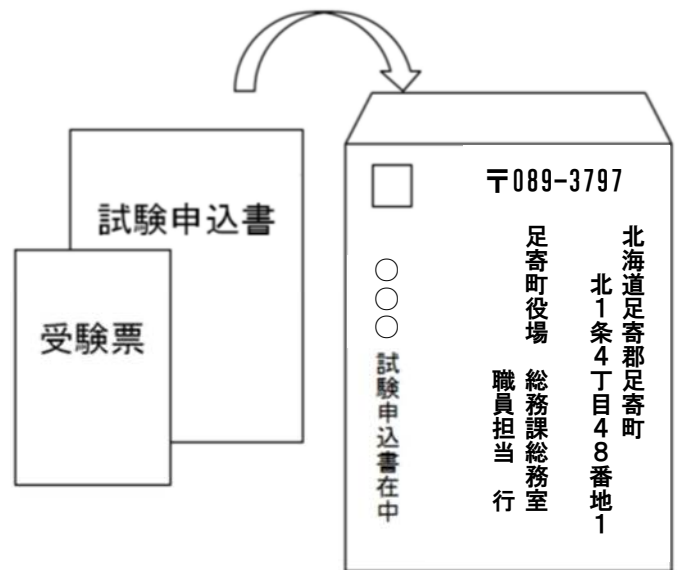 試験申込書
受験票
〒089-3797
北海道足寄郡足寄町
北1条4丁目48番地1
足寄町役場 総務課総務室
職員担当 行
○○○試験申込書在中